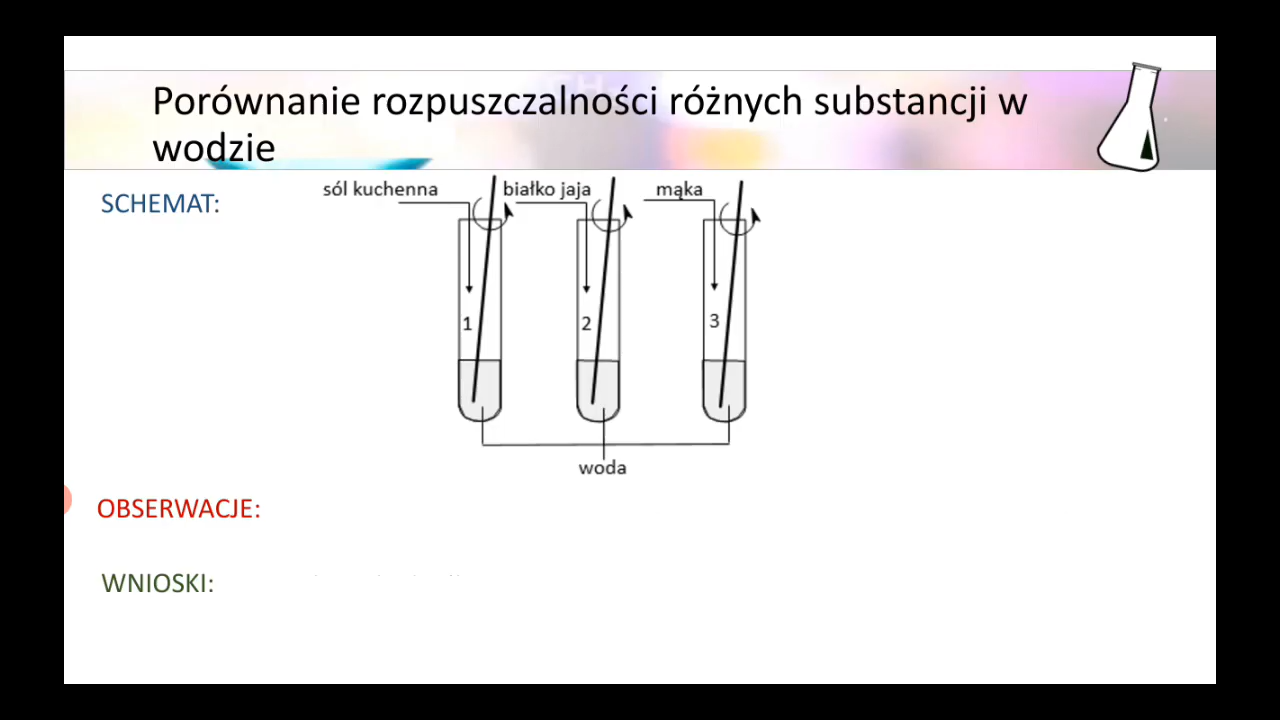 Porównanie rozpuszczalności różnych substancji w
wodzie
SCHEMAT:
sól kuchenna
białko jaja
mąka
1
2
3
woda
OBSERWACJE:
WNIOSKI: